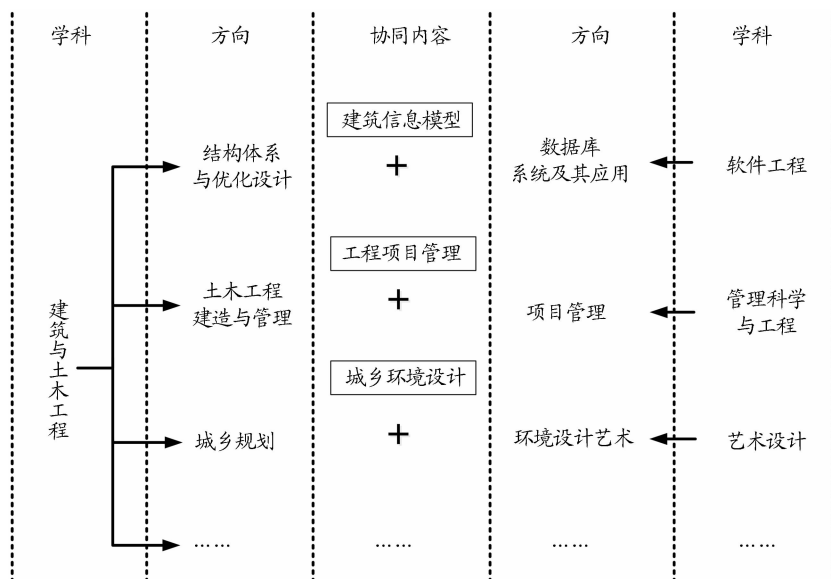 学科
方向
协同内容
方向
学科
建筑信息模型
结构体系
与优化设计
+
数据库
系统及其应用
软件工程
工程项目管理
土木工程
建造与管理
+
项目管理
管理科学
与工程
建筑与土木工程
城乡环境设计
城乡规划
+
环境设计艺术
艺术设计
……
……
……
……